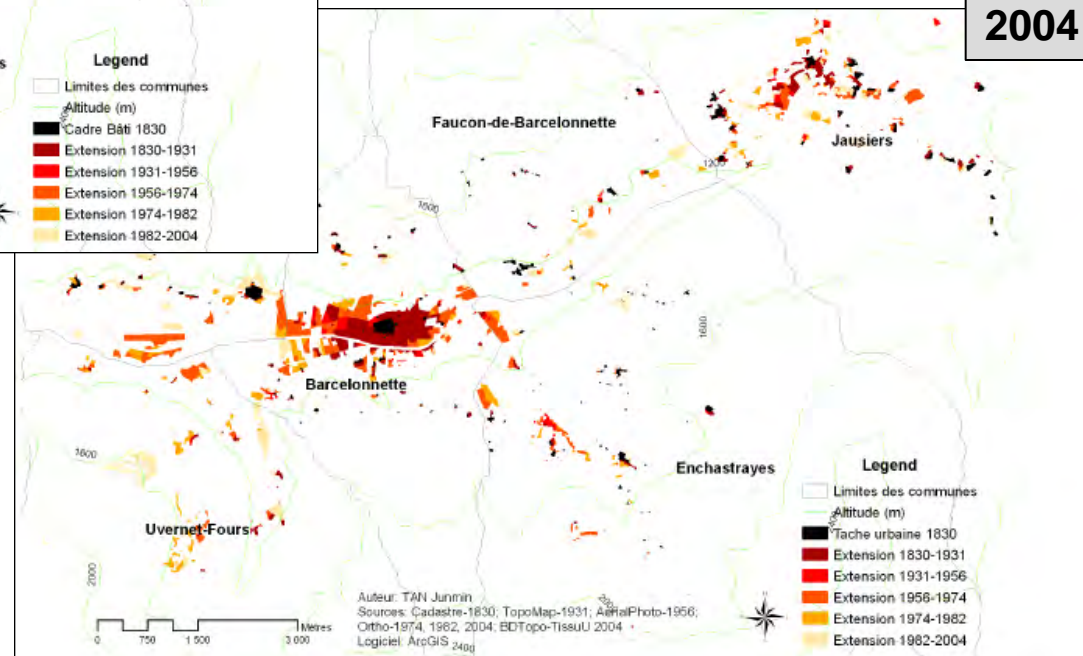 2004
s
Legend
Limites des communes
Altitude (m)
Cadre Bâti 1830
Extension 1830-1931
Extension 1931-1956
Extension 1956-1974
Extension 1974-1982
Extension 1982-2004
Faucon-de-Barcelonnette
Jausiers
1200
1600
1600
Barcelonnette
1600
Enchastrayes
Uvernet-Fours
2000
Legend
Limites des communes
Altitude (m)
2400
Tache urbaine 1830
Extension 1830-1931
Extension 1931-1956
Extension 1956-1974
Extension 1974-1982
Extension 1982-2004
Auteur: TAN Junmin
Sources: Cadastre-1830; TopoMap-1931; AerialPhoto-1956;
Ortho-1974, 1982, 2004; BDTopo-TissuU 2004
Logiciel: ArcGIS
2400
0 750 1 500 3 000 Mètres